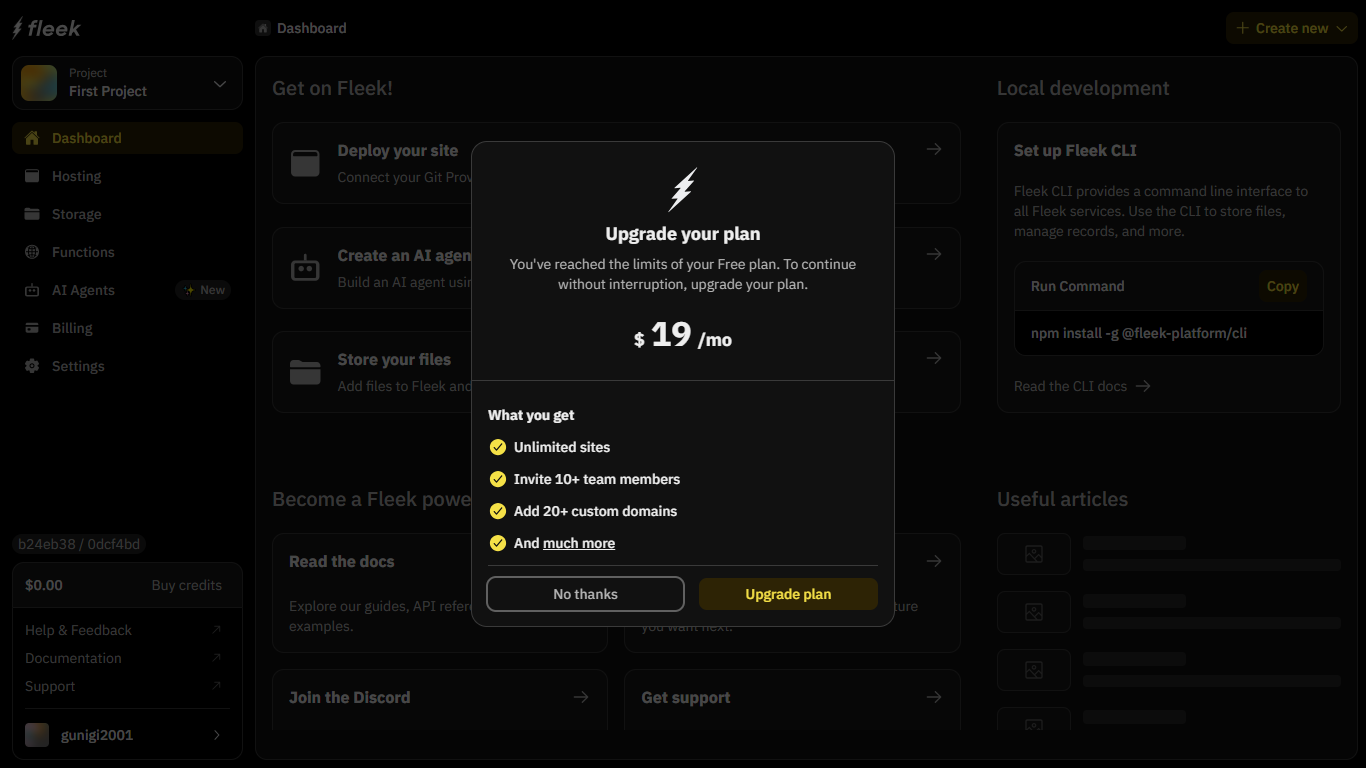 fleek
Dashboard
Create new
Project
First Project
Dashboard
Hosting
Storage
Functions
AI Agents
New
Billing
Settings
b24eb38 / 0dcf4bd
$0.00
Buy credits
Help & Feedback
Documentation
Support
gunigi2001
Get on Fleek!
Deploy your site
Connect your Git
Create an AI
Build an AI agent
Store your files
Add files to Fleek and
Become a Fleek
Read the docs
Explore our guides, API
examples.
you want next.
Join the Discord
Get support
Local development
Set up Fleek CLI
Fleek CLI provides a command line interface to
all Fleek services. Use the CLI to store files,
manage records, and more.
Run Command
Copy
npm install -g @fleek-platform/cli
Read the CLI docs
Useful articles
Upgrade your plan
You've reached the limits of your Free plan. To continue
without interruption, upgrade your plan.
$ 19 /mo
What you get
Unlimited sites
Invite 10+ team members
Add 20+ custom domains
And much more
No thanks
Upgrade plan